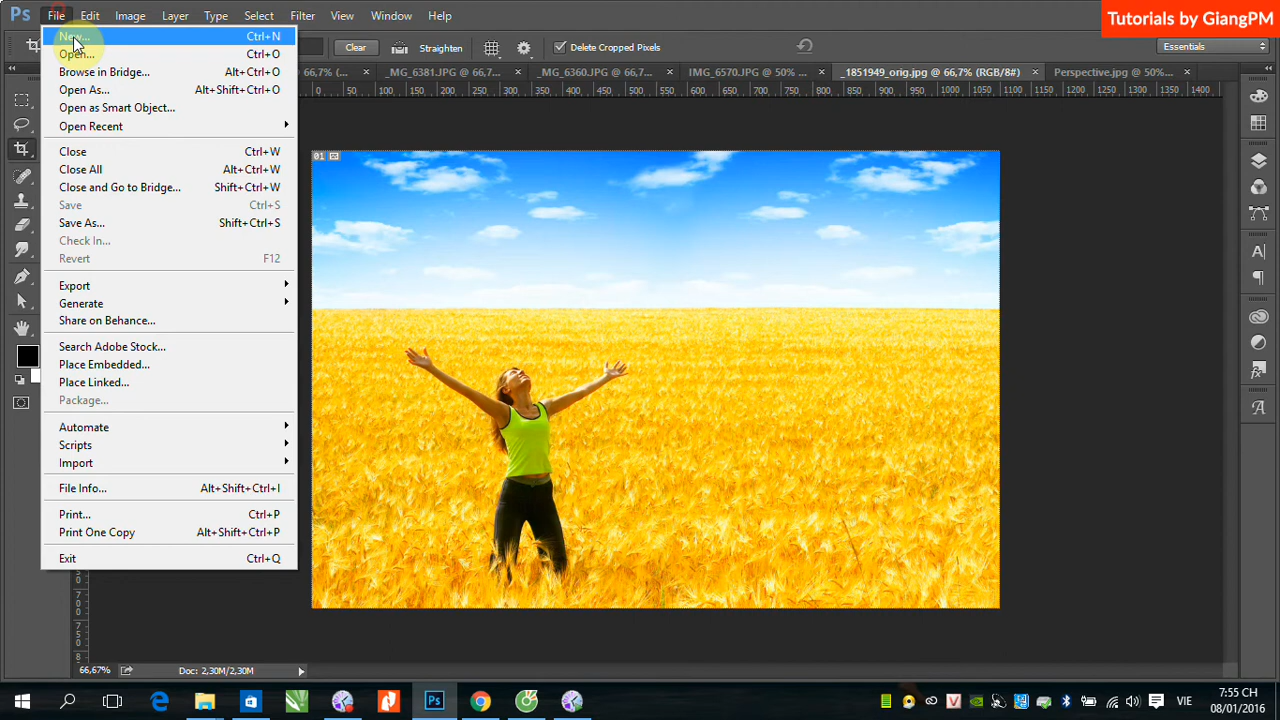 Ps File Edit Image Layer Type Select Filter View Window Help
Tutorials by GiangPM
Clear Straighten Delete Cropped Pixels Essentials
66,7% (L... × _MG_6381.JPG @ 66,7%... × _MG_6360.JPG @ 66,7%... × IMG_6570.JPG @ 50% ... × _1851949_orig.jpg @ 66,7% (RGB/8#) × Perspective.jpg @ 50%... ×
0 50 100 150 200 250 300 350 400 450 500 550 600 650 700 750 800 850 900 950 1000 1050 1100 1150 1200 1250 1300 1400
New... Ctrl+N
Open... Ctrl+O
Browse in Bridge... Alt+Ctrl+O
Open As... Alt+Shift+Ctrl+O
Open as Smart Object...
Open Recent
Close Ctrl+W
Close All Alt+Ctrl+W
Close and Go to Bridge... Shift+Ctrl+W
Save Ctrl+S
Save As... Shift+Ctrl+S
Check In...
Revert F12
Export
Generate
Share on Behance...
Search Adobe Stock...
Place Embedded...
Place Linked...
Package...
Automate
Scripts
Import
File Info... Alt+Shift+Ctrl+I
Print... Ctrl+P
Print One Copy Alt+Shift+Ctrl+P
Exit Ctrl+Q
01
66,67% Doc: 2,30M/2,30M
VIE
7:55 CH
08/01/2016